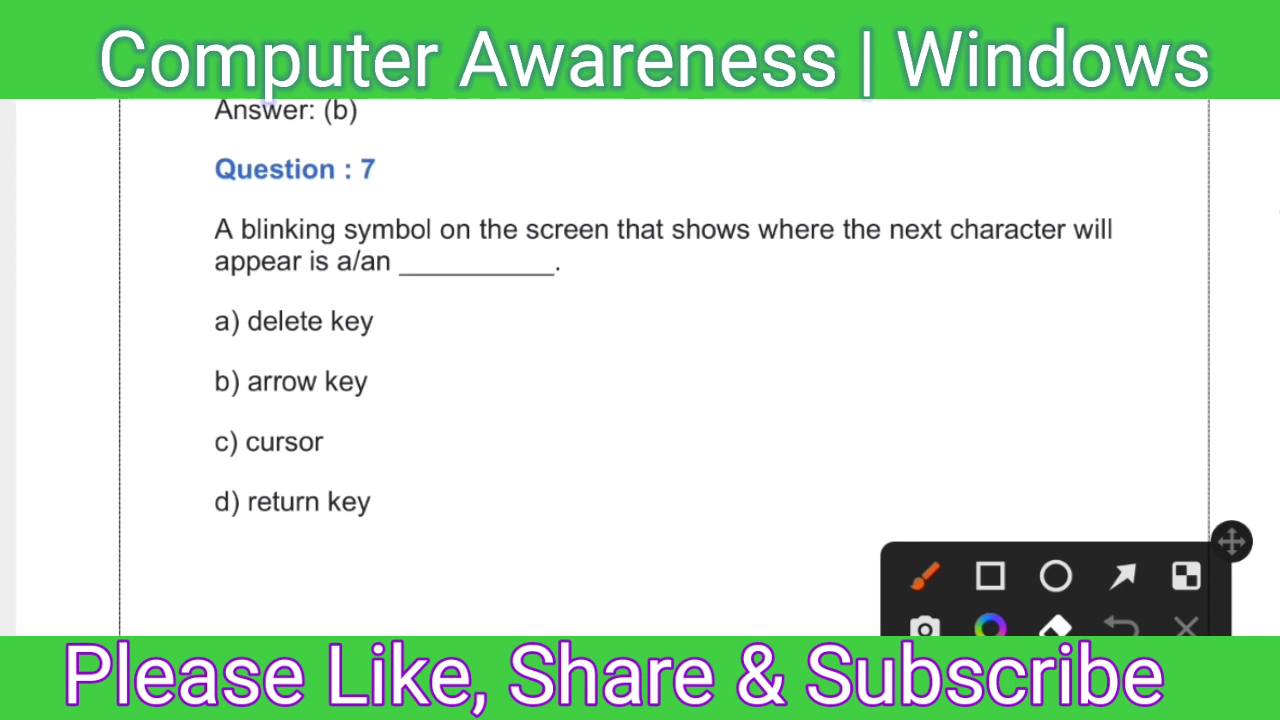 Computer Awareness | Windows
Answer: (b)
Question : 7
A blinking symbol on the screen that shows where the next character will
appear is a/an __________.
a) delete key
b) arrow key
c) cursor
d) return key
Please Like, Share & Subscribe